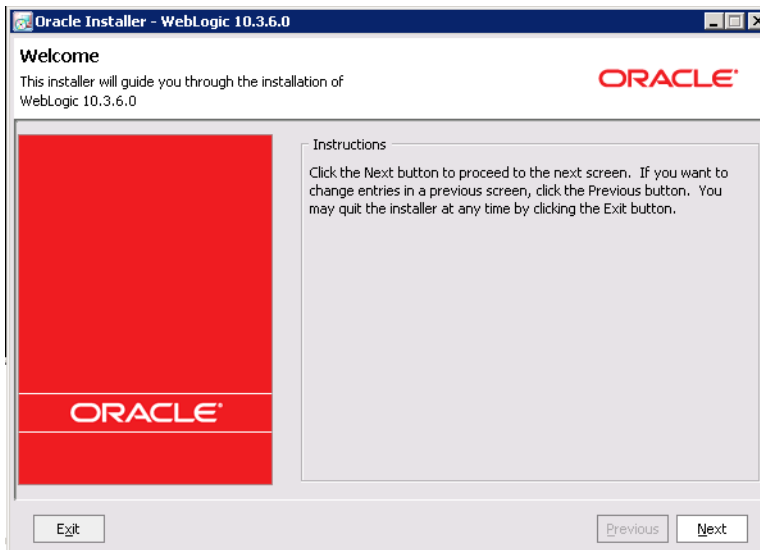 Oracle Installer - WebLogic 10.3.6.0
Welcome
This installer will guide you through the installation of
WebLogic 10.3.6.0
ORACLE
Instructions
Click the Next button to proceed to the next screen. If you want to
change entries in a previous screen, click the Previous button. You
may quit the installer at any time by clicking the Exit button.
ORACLE
Exit
Previous
Next